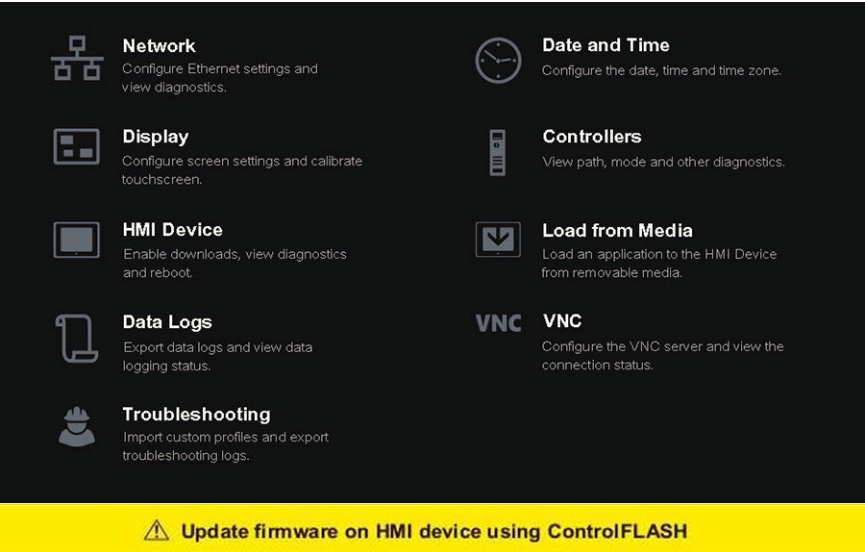 Network
Configure Ethernet settings and
view diagnostics.
Date and Time
Configure the date, time and time zone.
Display
Configure screen settings and calibrate
touchscreen.
Controllers
View path, mode and other diagnostics.
HMI Device
Enable downloads, view diagnostics
and reboot.
Load from Media
Load an application to the HMI Device
from removable media.
Data Logs
Export data logs and view data
logging status.
VNC
VNC
Configure the VNC server and view the
connection status.
Troubleshooting
Import custom profiles and export
troubleshooting logs.
Update firmware on HMI device using ControlFLASH